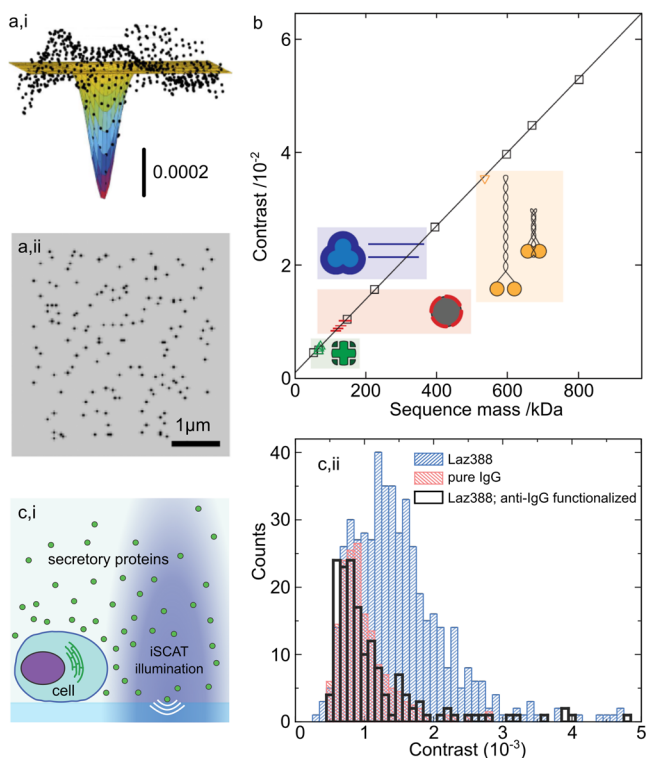 a,i
0.0002
a,ii
1μm
b
Contrast /10-2
6
4
2
0
0 200 400 600 800
Sequence mass /kDa
c,i
secretory proteins
iSCAT
illumination
cell
c,ii
Laz388
pure IgG
Laz388; anti-IgG functionalized
Counts
40
30
20
10
0
0 1 2 3 4 5
Contrast (10-3)